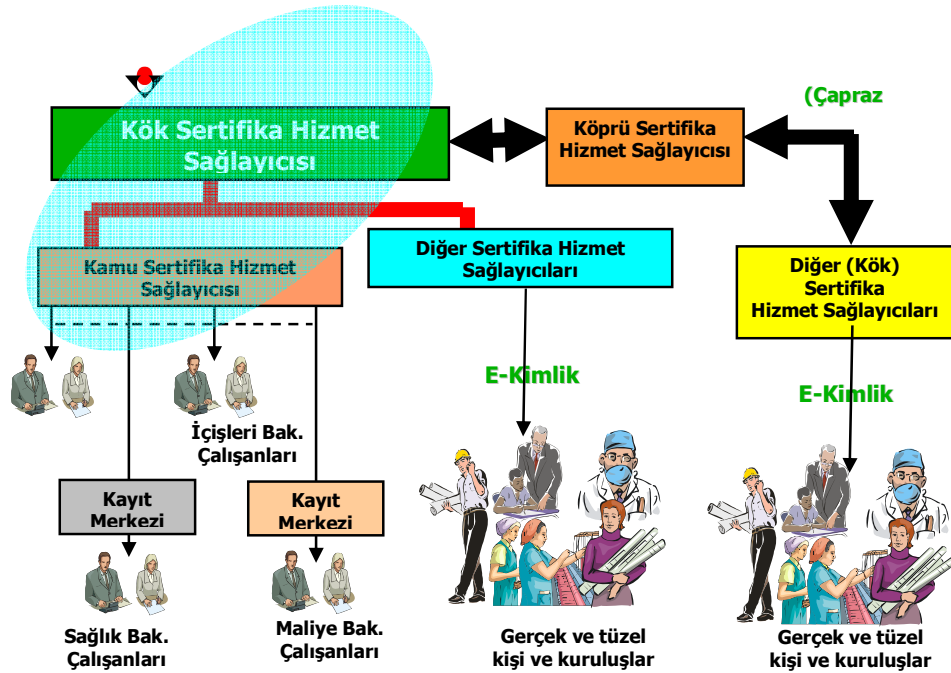 (Çapraz
Kök Sertifika Hizmet
Sağlayıcısı
Köprü Sertifika
Hizmet Sağlayıcısı
Kamu Sertifika Hizmet
Sağlayıcısı
Diğer Sertifika Hizmet
Sağlayıcıları
Diğer (Kök)
Sertifika
Hizmet Sağlayıcıları
E-Kimlik
E-Kimlik
İçişleri Bak.
Çalışanları
Kayıt
Merkezi
Kayıt
Merkezi
Sağlık Bak.
Çalışanları
Maliye Bak.
Çalışanları
Gerçek ve tüzel
kişi ve kuruluşlar
Gerçek ve tüzel
kişi ve kuruluşlar